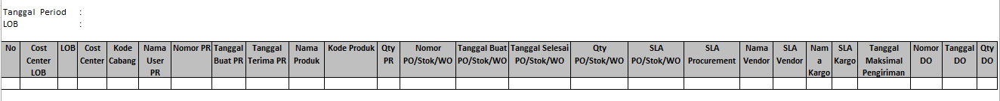 Tanggal Period :
LOB :
No Cost LOB Cost Kode Nama Nomor PR Tanggal Tanggal Nama Kode Produk Qty Nomor Tanggal Buat Tanggal Selesai Qty SLA SLA Nama SLA Nam SLA Tanggal Nomor Tanggal Qty
Center Center Cabang User Buat PR Terima PR Produk PR PO/Stok/WO PO/Stok/WO PO/Stok/WO PO/Stok/WO PO/Stok/WO Procurement Vendor Vendor a Kargo Maksimal DO DO DO
LOB PR Kargo Pengiriman